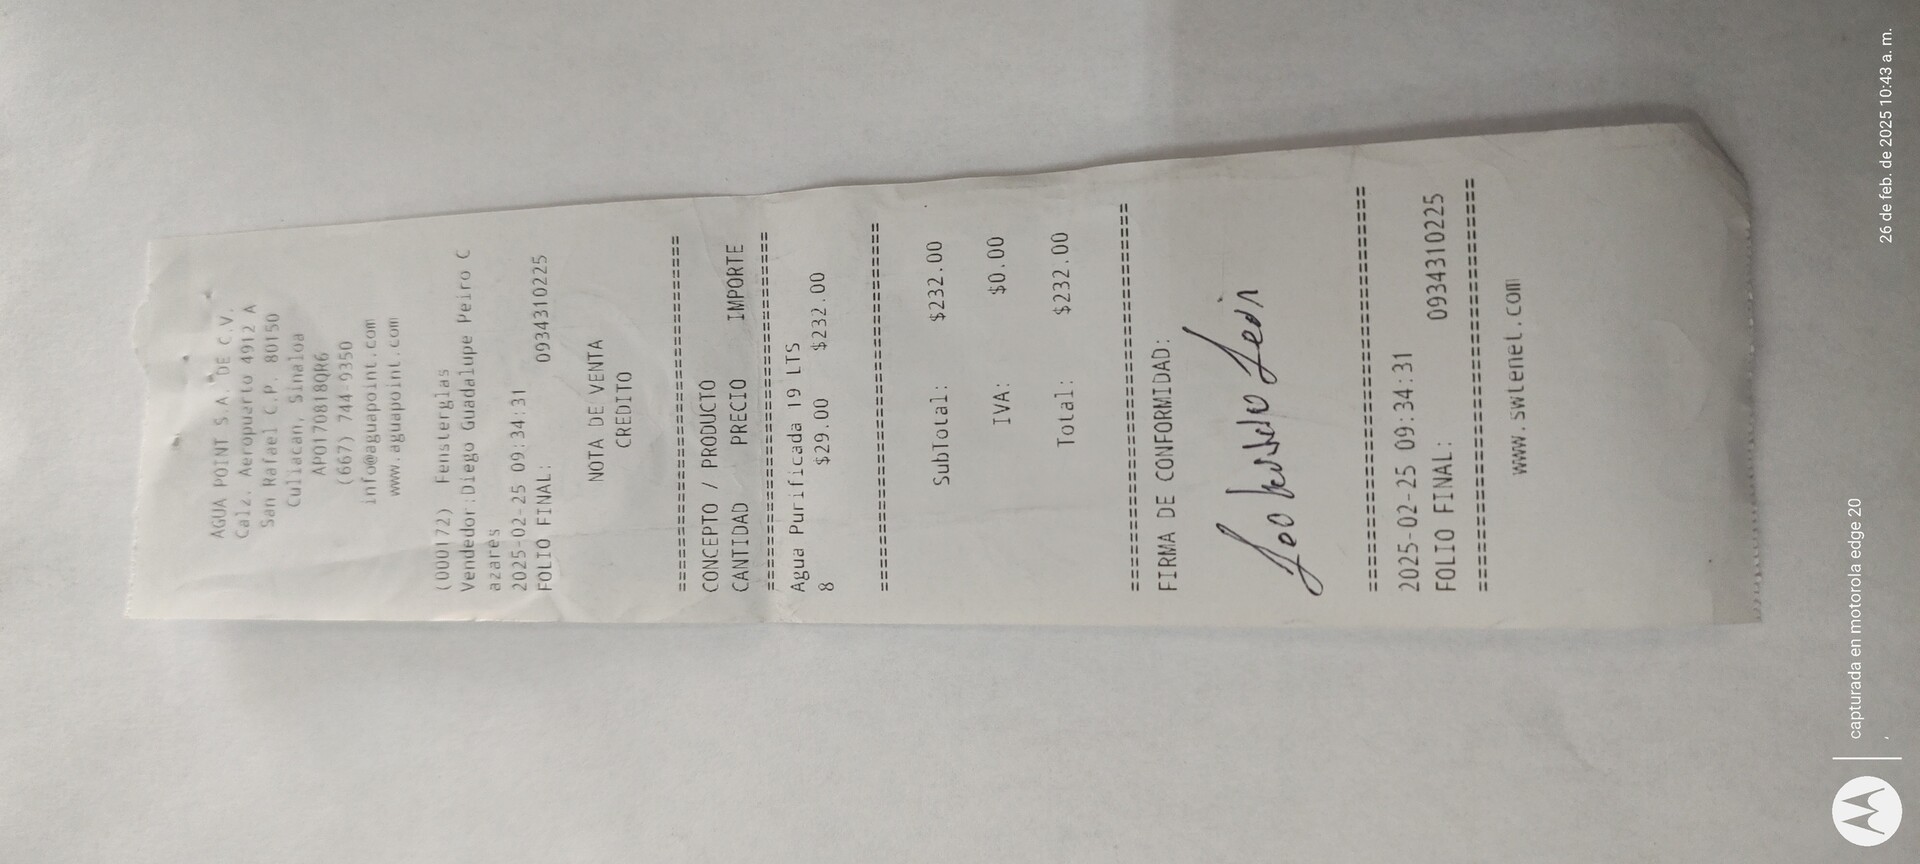 AGUA POINT S.A. DE C.V.
Calz. Aeropuerto 4912 A
San Rafael C.P. 80150
Culiacan, Sinaloa
APO170818QR6
(667) 744-9350
info@aguapoint.com
www.aguapoint.com
(000172) Fensterglas
Vendedor:Diego Guadalupe Peiro C
azares
2025-02-25 09:34:31
FOLIO FINAL: 0934310225
NOTA DE VENTA
CREDITO
================================
CONCEPTO / PRODUCTO
CANTIDAD PRECIO IMPORTE
================================
Agua Purificada 19 LTS
8 $29.00 $232.00
================================
SubTotal: $232.00
IVA: $0.00
Total: $232.00
================================
FIRMA DE CONFORMIDAD:
================================
2025-02-25 09:34:31
FOLIO FINAL: 0934310225
================================
www.swtenet.com
capturada en motorola edge 20
26 de feb. de 2025 10:43 a. m.